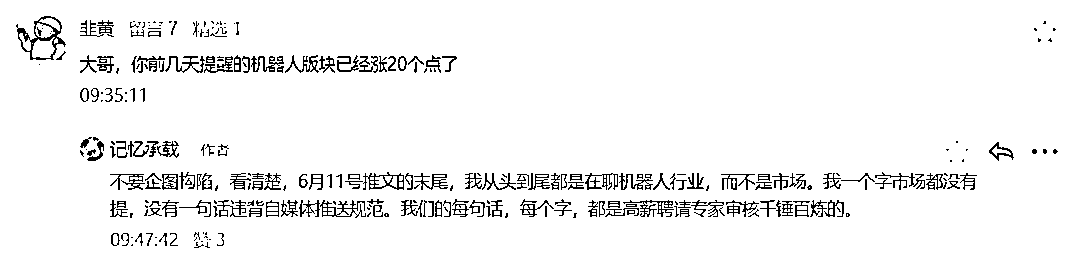 韭黄 留言 7 精选 1
大哥，你前几天提醒的机器人版块已经涨20个点了
09:35:11
记忆承载 作者
不要企图构陷，看清楚，6月11号推文的末尾，我从头到尾都是在聊机器人行业，而不是市场。我一个字市场都没有
提，没有一句话违背自媒体推送规范。我们的每句话，每个字，都是高薪聘请专家审核千锤百炼的。
09:47:42 赞 3